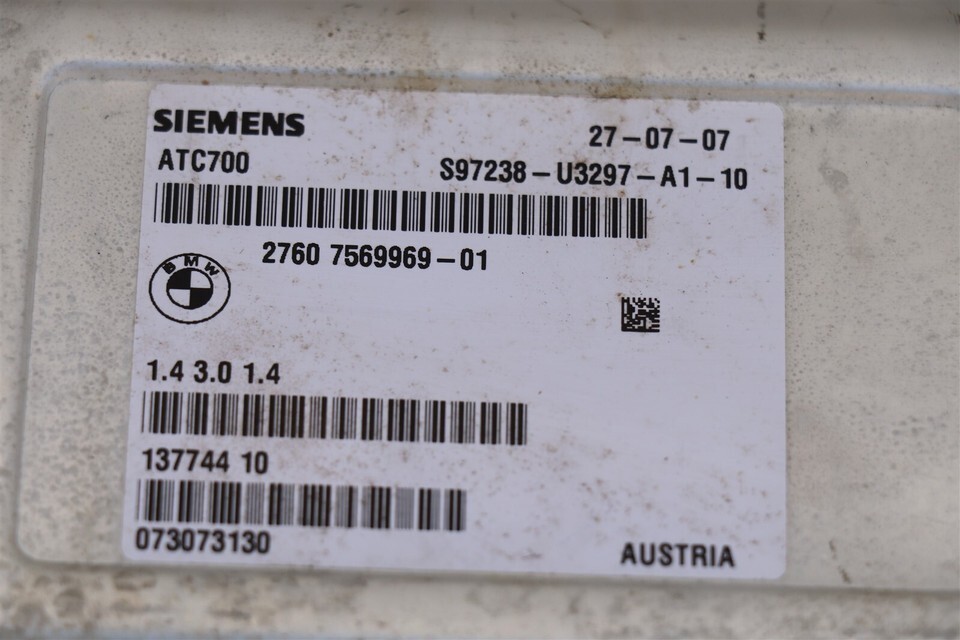 SIEMENS
27-07-07
ATC700
S97238-U3297-A1-10
2760 7569969-01
BMW
1.4 3.0 1.4
137744 10
073073130
AUSTRIA